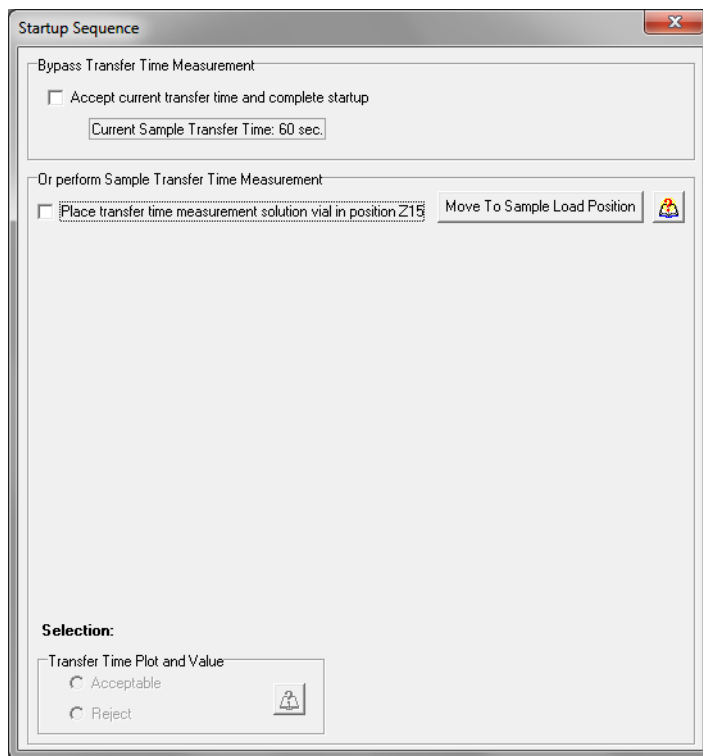 Startup Sequence
Bypass Transfer Time Measurement
Accept current transfer time and complete startup
Current Sample Transfer Time: 60 sec.
Or perform Sample Transfer Time Measurement
Place transfer time measurement solution vial in position Z15
Move To Sample Load Position
Selection:
Transfer Time Plot and Value
Acceptable
Reject